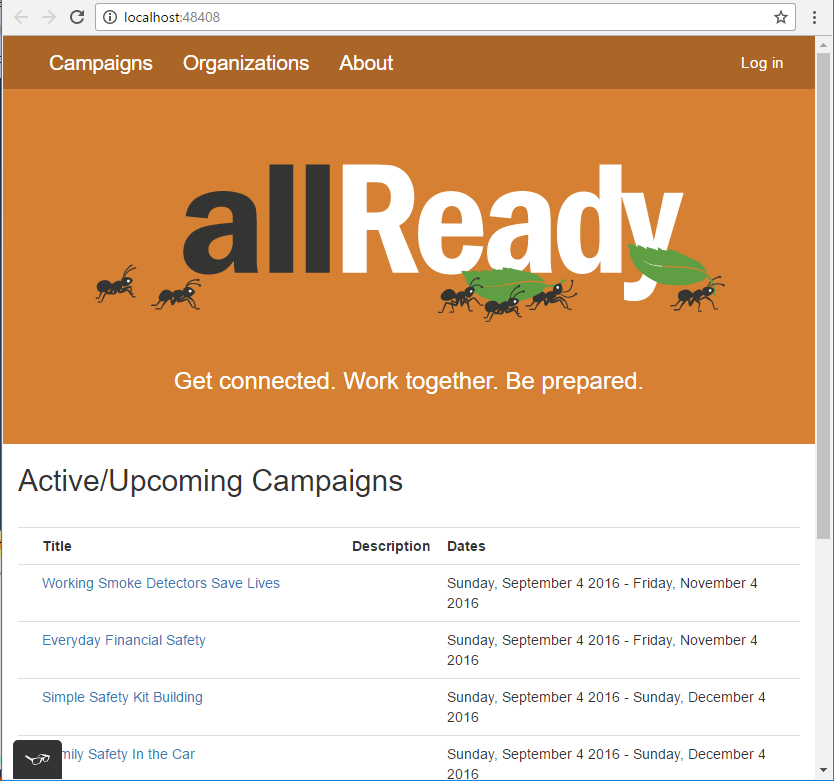 localhost:48408
Campaigns Organizations About Log in
allReady
Get connected. Work together. Be prepared.
Active/Upcoming Campaigns
Title Description Dates
Working Smoke Detectors Save Lives Sunday, September 4 2016 - Friday, November 4
2016
Everyday Financial Safety Sunday, September 4 2016 - Friday, November 4
2016
Simple Safety Kit Building Sunday, September 4 2016 - Sunday, December 4
2016
mily Safety In the Car Sunday, September 4 2016 - Sunday, December 4
2016